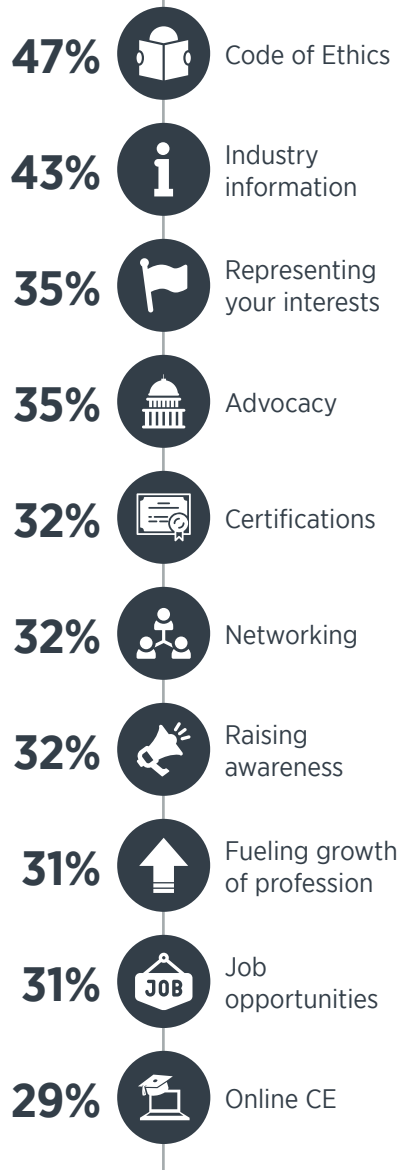 47%
Code of Ethics
43%
Industry
information
35%
Representing
your interests
35%
Advocacy
32%
Certifications
32%
Networking
32%
Raising
awareness
31%
Fueling growth
of profession
31%
JOB
Job
opportunities
29%
Online CE